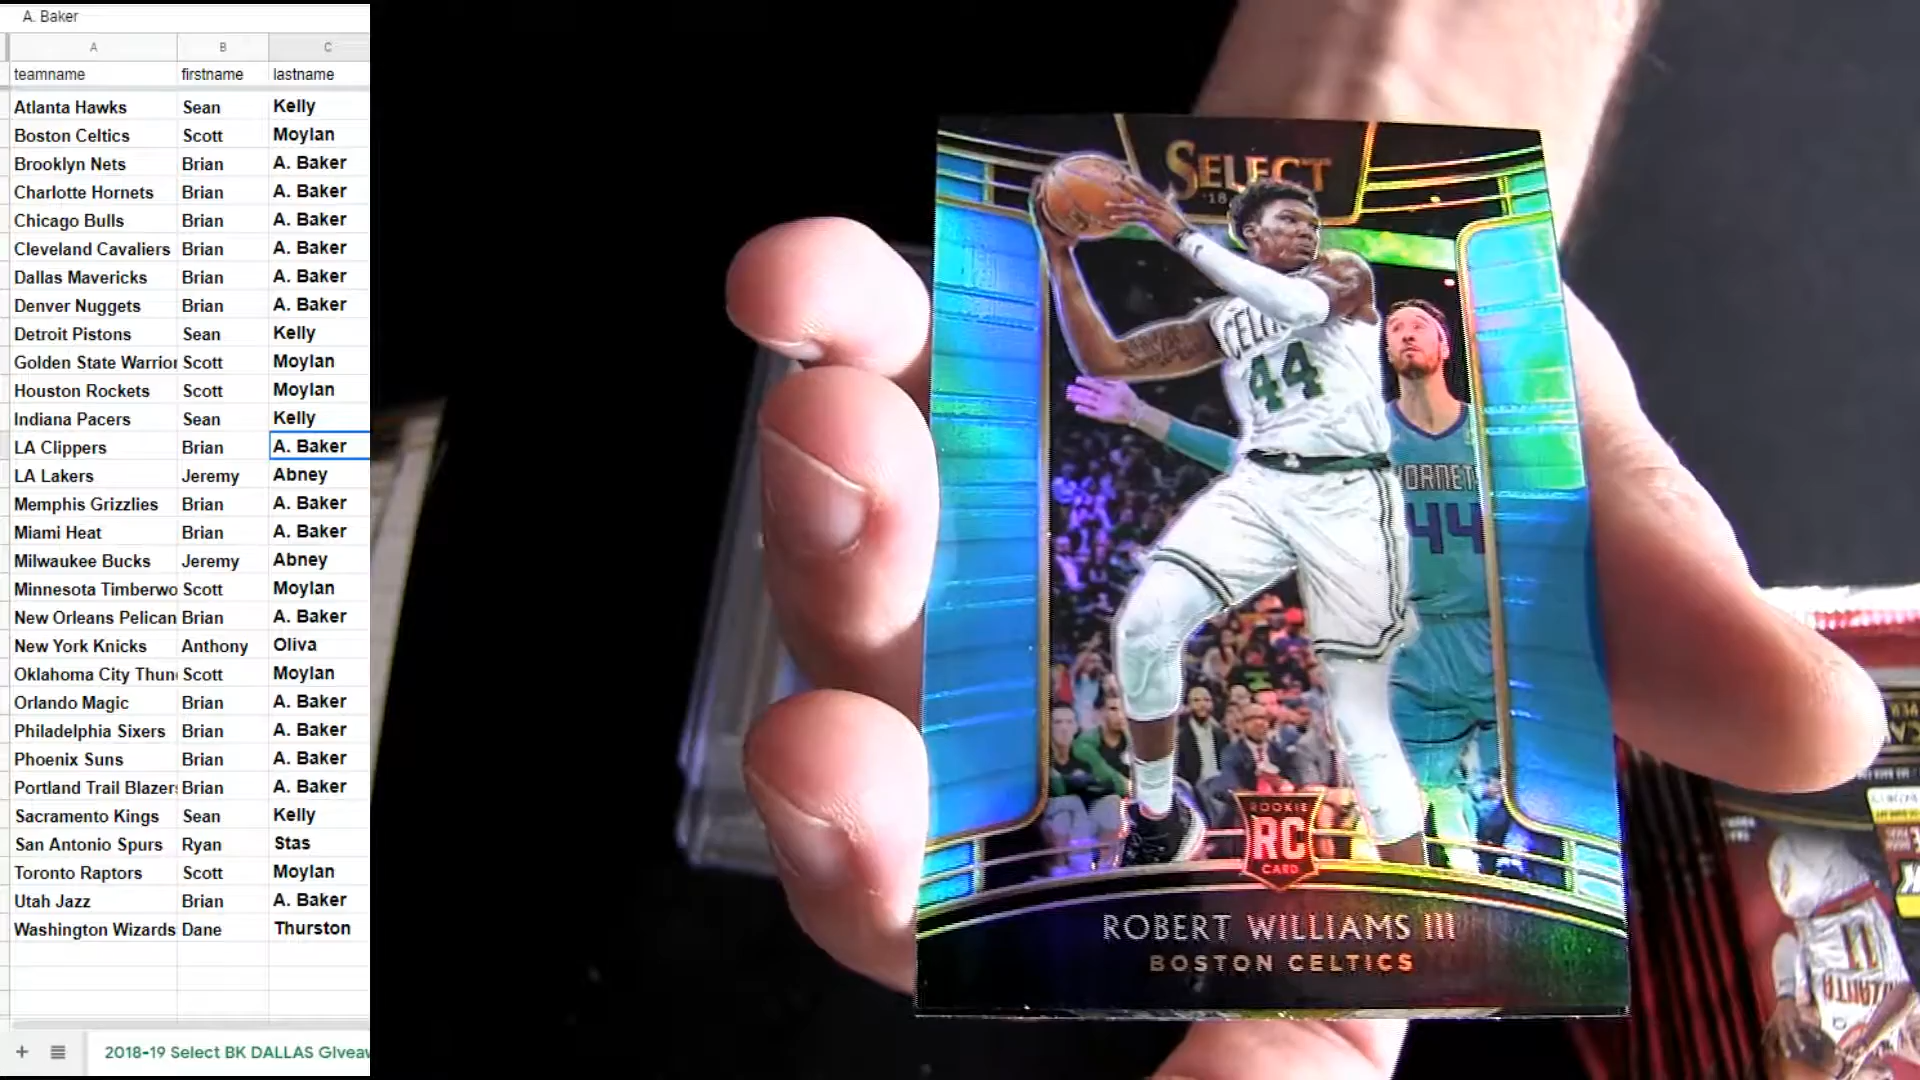 A. Baker
A B C
teamname firstname lastname
Atlanta Hawks Sean Kelly
Boston Celtics Scott Moylan
Brooklyn Nets Brian A. Baker
Charlotte Hornets Brian A. Baker
Chicago Bulls Brian A. Baker
Cleveland Cavaliers Brian A. Baker
Dallas Mavericks Brian A. Baker
Denver Nuggets Brian A. Baker
Detroit Pistons Sean Kelly
Golden State Warrior Scott Moylan
Houston Rockets Scott Moylan
Indiana Pacers Sean Kelly
LA Clippers Brian A. Baker
LA Lakers Jeremy Abney
Memphis Grizzlies Brian A. Baker
Miami Heat Brian A. Baker
Milwaukee Bucks Jeremy Abney
Minnesota Timberwo Scott Moylan
New Orleans Pelican Brian A. Baker
New York Knicks Anthony Oliva
Oklahoma City Thun Scott Moylan
Orlando Magic Brian A. Baker
Philadelphia Sixers Brian A. Baker
Phoenix Suns Brian A. Baker
Portland Trail Blazers Brian A. Baker
Sacramento Kings Sean Kelly
San Antonio Spurs Ryan Stas
Toronto Raptors Scott Moylan
Utah Jazz Brian A. Baker
Washington Wizards Dane Thurston
+ 2018-19 Select BK DALLAS GIveaw
SELECT
'18
CELTI
44
HORNETS
44
ROOKIE
RC
CARD
ROBERT WILLIAMS III
BOSTON CELTICS
ATLANTA
11